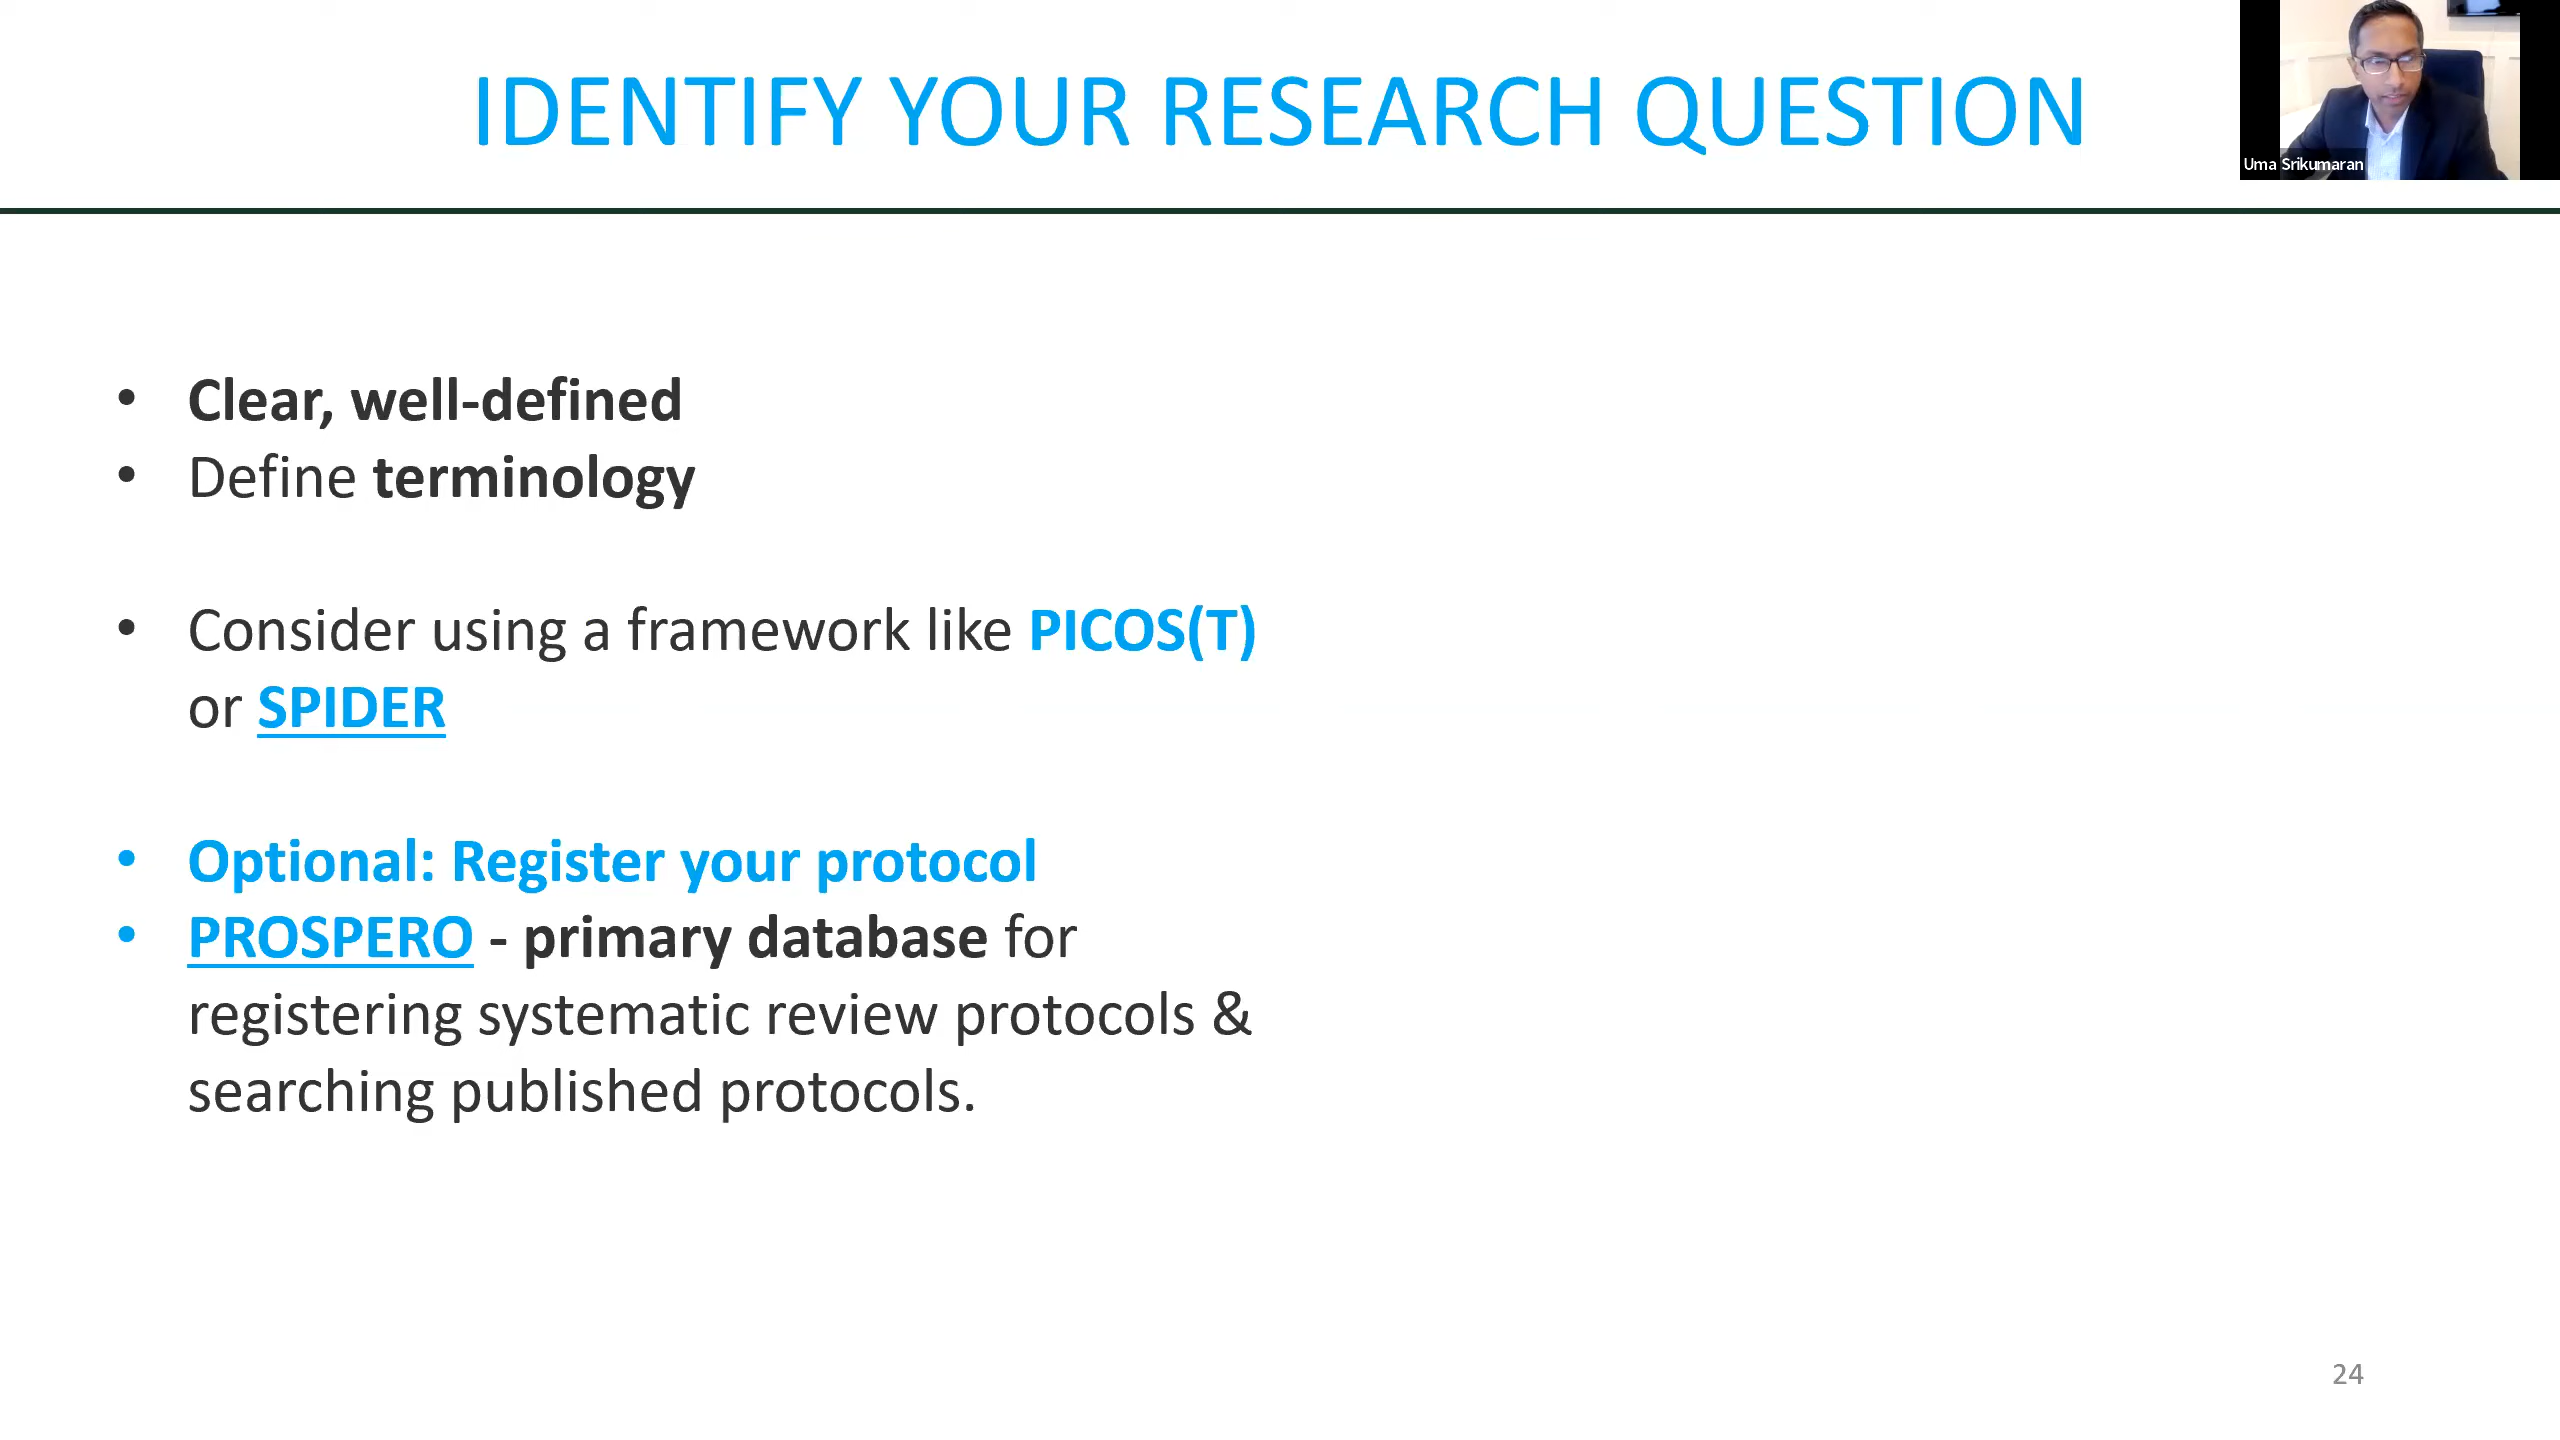 IDENTIFY YOUR RESEARCH QUESTION
Uma Srikumaran
• Clear, well-defined
• Define terminology
• Consider using a framework like PICOS(T)
or SPIDER
• Optional: Register your protocol
• PROSPERO - primary database for
registering systematic review protocols &
searching published protocols.
24